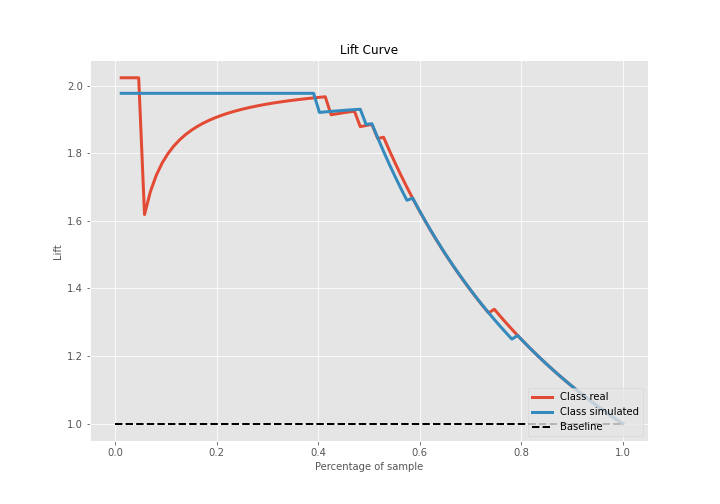 Lift Curve
Lift
2.0
1.8
1.6
1.4
1.2
1.0
0.0 0.2 0.4 0.6 0.8 1.0
Percentage of sample
Class real
Class simulated
Baseline